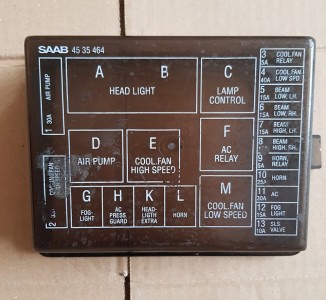 SAAB 45 35 464
AIR PUMP
1 30A
A B
HEAD LIGHT
C
LAMP
CONTROL
D
AIR PUMP
E
COOL.FAN
HIGH SPEED
F
AC
RELAY
G
FOG-
LIGHT
H
AC
PRESS
GUARD
K
HEAD-
LIGTH
EXTRA
L
HORN
M
COOL.FAN
LOW SPEED
2
3 COOL.FAN
5A RELAY
4 COOL.FAN
40A LOW SPD.
5 BEAM
15A LOW, LH.
6 BEAM
15A LOW, RH.
7 BEAM
15A HIGH, LH.
8 BEAM
15A HIGH, RH.
9 HORN,
5A RELAY
10 HORN
11 AC
30A
12 FOG
15A LIGHT
13 SLS
10A VALVE